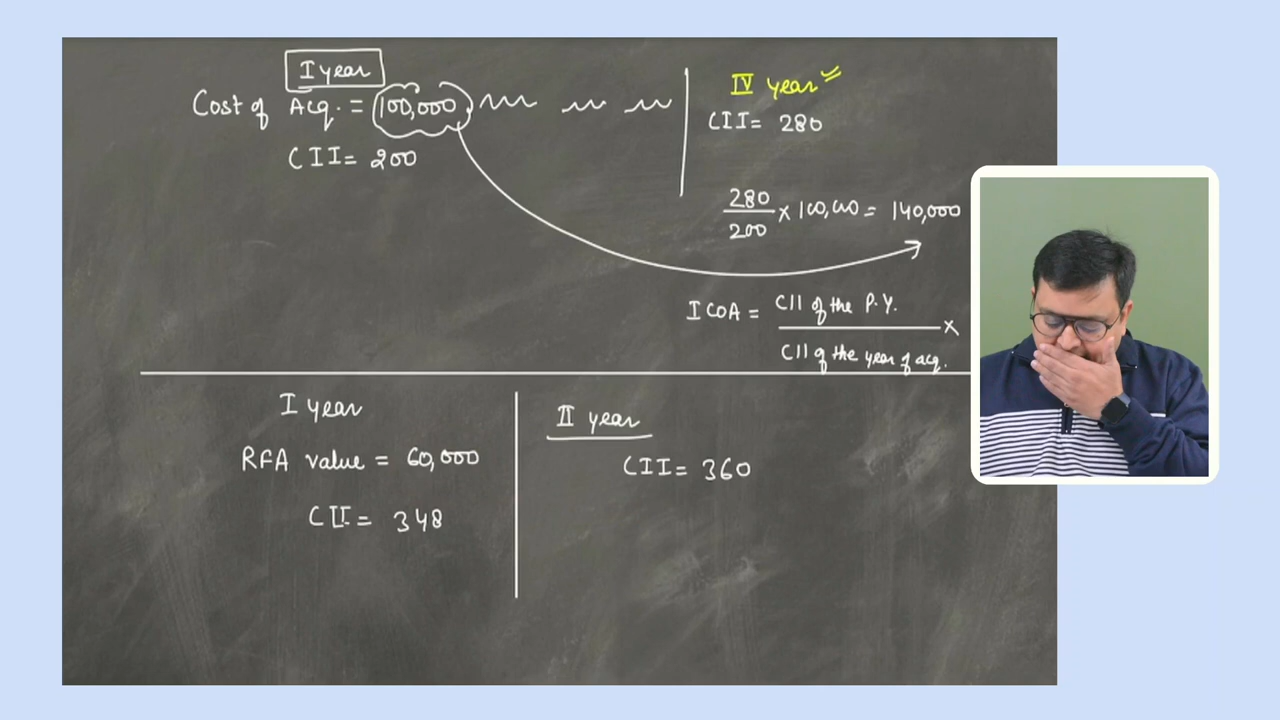 I year
Cost of Acq. = 100,000
CII = 200
IV year
CII = 280
280
200
× 100,000 = 140,000
ICOA = CII of the P.Y.
×
CII of the year of acq.
I year
RFA value = 60,000
CII = 348
II year
CII = 360